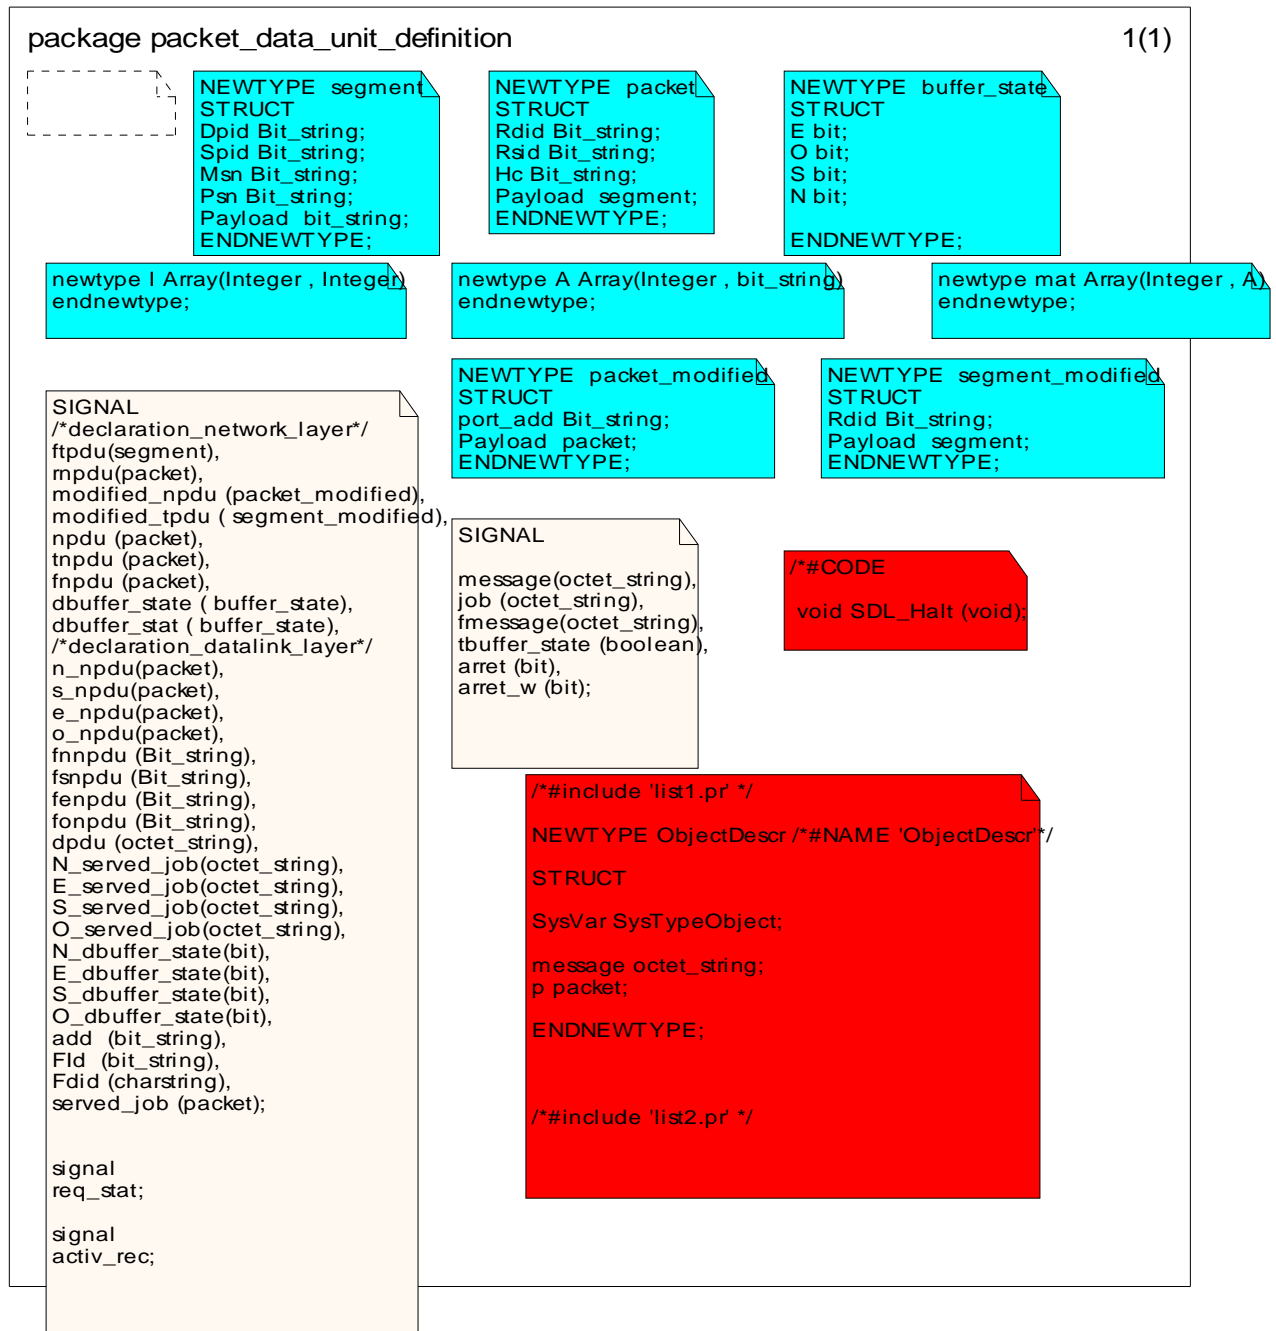 package packet_data_unit_definition
1(1)
NEWTYPE segment
STRUCT
Dpid Bit_string;
Spid Bit_string;
Msn Bit_string;
Psn Bit_string;
Payload bit_string;
ENDNEWTYPE;
NEWTYPE packet
STRUCT
Rdid Bit_string;
Rsid Bit_string;
Hc Bit_string;
Payload segment;
ENDNEWTYPE;
NEWTYPE buffer_state
STRUCT
E bit;
O bit;
S bit;
N bit;
ENDNEWTYPE;
newtype I Array(Integer , Integer)
endnewtype;
newtype A Array(Integer , bit_string)
endnewtype;
newtype mat Array(Integer , A)
endnewtype;
NEWTYPE packet_modified
STRUCT
port_add Bit_string;
Payload packet;
ENDNEWTYPE;
NEWTYPE segment_modified
STRUCT
Rdid Bit_string;
Payload segment;
ENDNEWTYPE;
SIGNAL
/*declaration_network_layer*/
ftpdu(segment),
rnpdu(packet),
modified_npdu (packet_modified),
modified_tpdu ( segment_modified),
npdu (packet),
tnpdu (packet),
fnpdu (packet),
dbuffer_state ( buffer_state),
dbuffer_stat ( buffer_state),
/*declaration_datalink_layer*/
n_npdu(packet),
s_npdu(packet),
e_npdu(packet),
o_npdu(packet),
fnnpdu (Bit_string),
fsnpdu (Bit_string),
fenpdu (Bit_string),
fonpdu (Bit_string),
dpdu (octet_string),
N_served_job(octet_string),
E_served_job(octet_string),
S_served_job(octet_string),
O_served_job(octet_string),
N_dbuffer_state(bit),
E_dbuffer_state(bit),
S_dbuffer_state(bit),
O_dbuffer_state(bit),
add (bit_string),
FId (bit_string),
Fdid (charstring),
served_job (packet);
signal
req_stat;
signal
activ_rec;
SIGNAL
message(octet_string),
job (octet_string),
fmessage(octet_string),
tbuffer_state (boolean),
arret (bit),
arret_w (bit);
/*#CODE
void SDL_Halt (void);
/*#include 'list1.pr' */
NEWTYPE ObjectDescr /*#NAME 'ObjectDescr'*/
STRUCT
SysVar SysTypeObject;
message octet_string;
p packet;
ENDNEWTYPE;
/*#include 'list2.pr' */